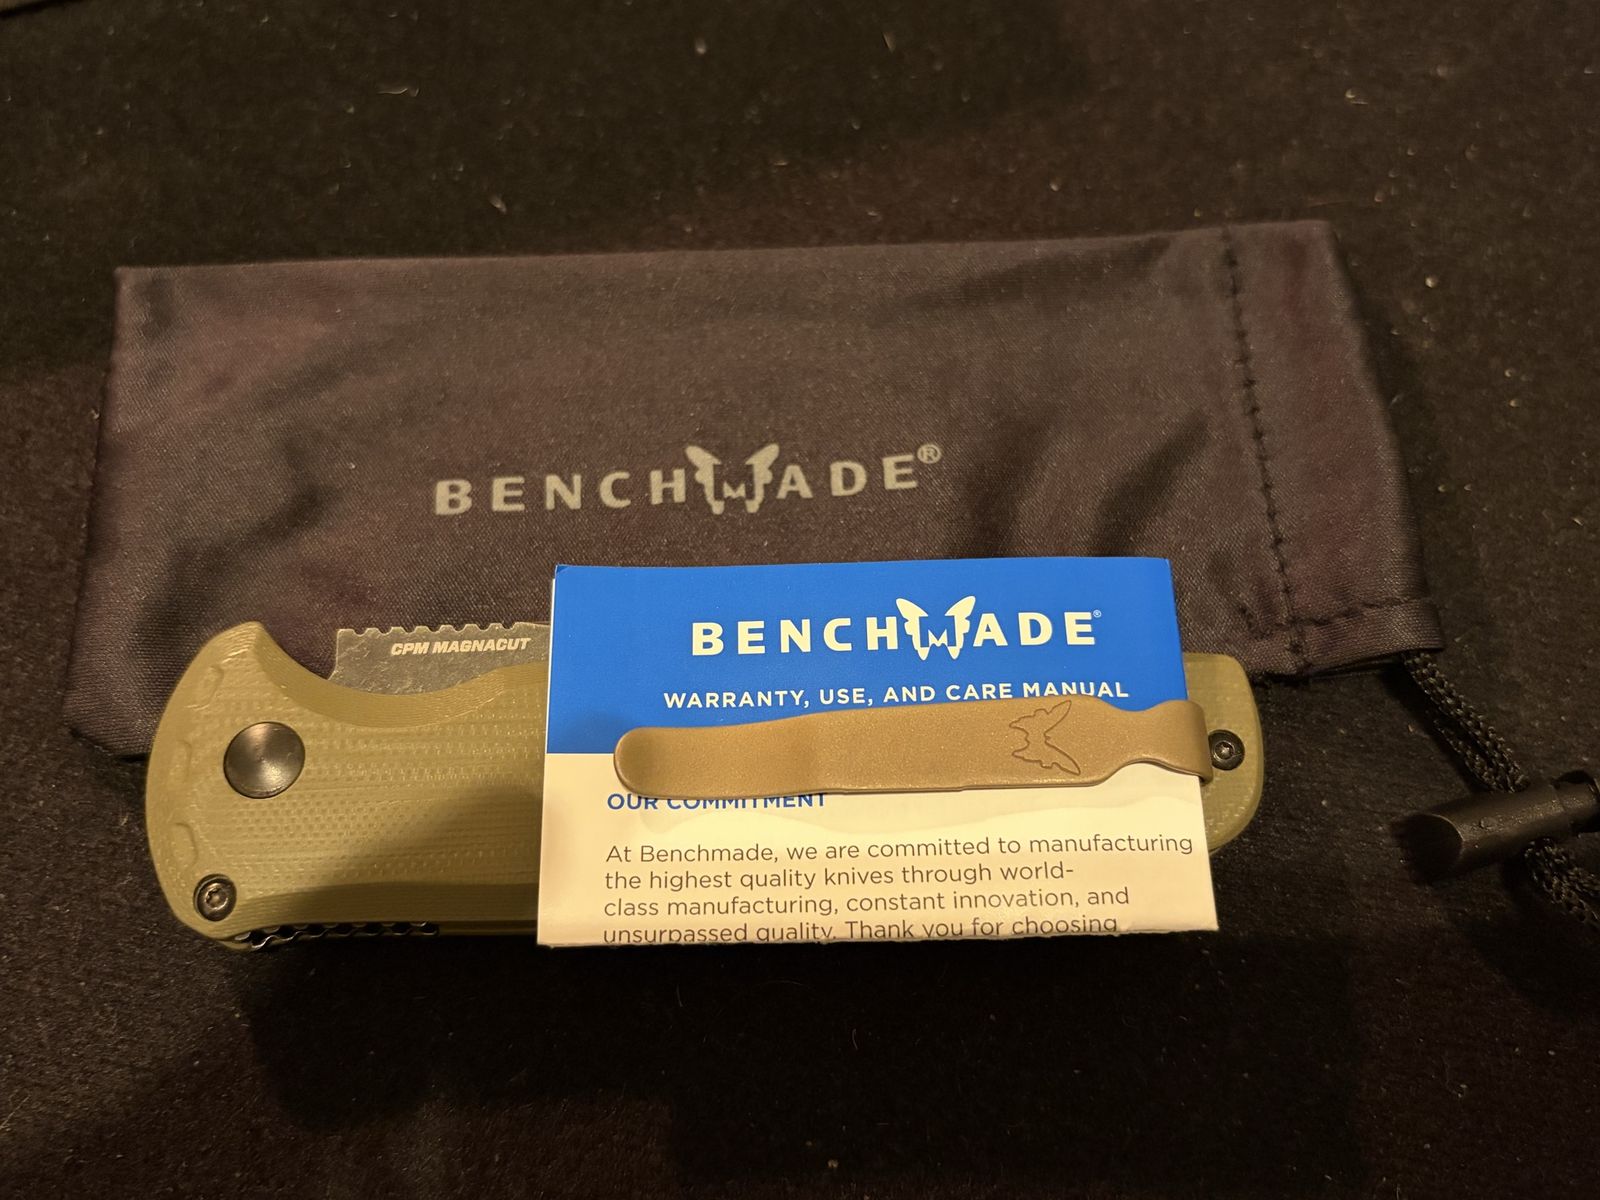 BENCHMADE®
CPM MAGNACUT
BENCHMADE®
WARRANTY, USE, AND CARE MANUAL
OUR COMMITMENT
At Benchmade, we are committed to manufacturing
the highest quality knives through world-
class manufacturing, constant innovation, and
unsurpassed quality. Thank you for choosing